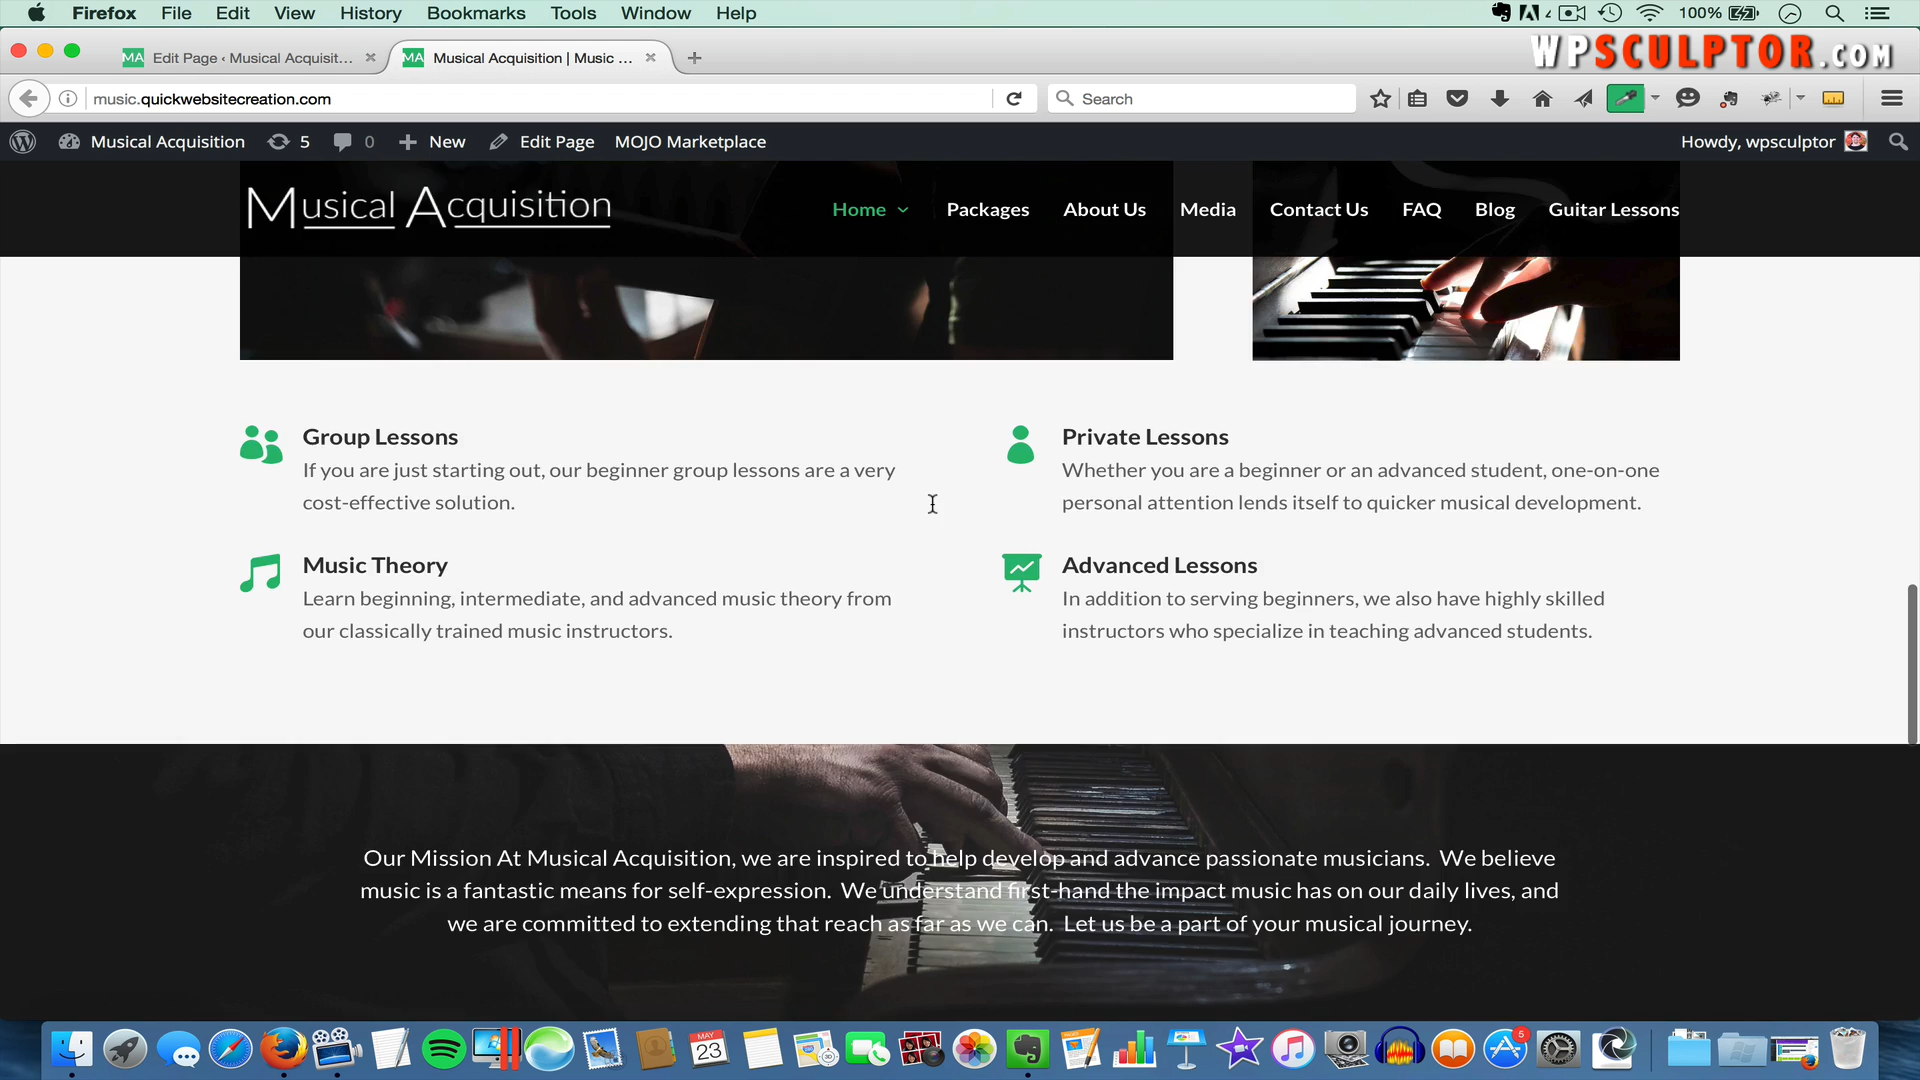 Firefox File Edit View History Bookmarks Tools Window Help 4 100%
MA Edit Page ‹ Musical Acquisit... MA Musical Acquisition | Music ...
WPSCULPTOR.COM
music.quickwebsitecreation.com Search
Musical Acquisition 5 0 New Edit Page MOJO Marketplace Howdy, wpsculptor
Musical Acquisition Home Packages About Us Media Contact Us FAQ Blog Guitar Lessons
Group Lessons
If you are just starting out, our beginner group lessons are a very
cost-effective solution.
Private Lessons
Whether you are a beginner or an advanced student, one-on-one
personal attention lends itself to quicker musical development.
Music Theory
Learn beginning, intermediate, and advanced music theory from
our classically trained music instructors.
Advanced Lessons
In addition to serving beginners, we also have highly skilled
instructors who specialize in teaching advanced students.
Our Mission At Musical Acquisition, we are inspired to help develop and advance passionate musicians. We believe
music is a fantastic means for self-expression. We understand first-hand the impact music has on our daily lives, and
we are committed to extending that reach as far as we can. Let us be a part of your musical journey.
MAY
23
5